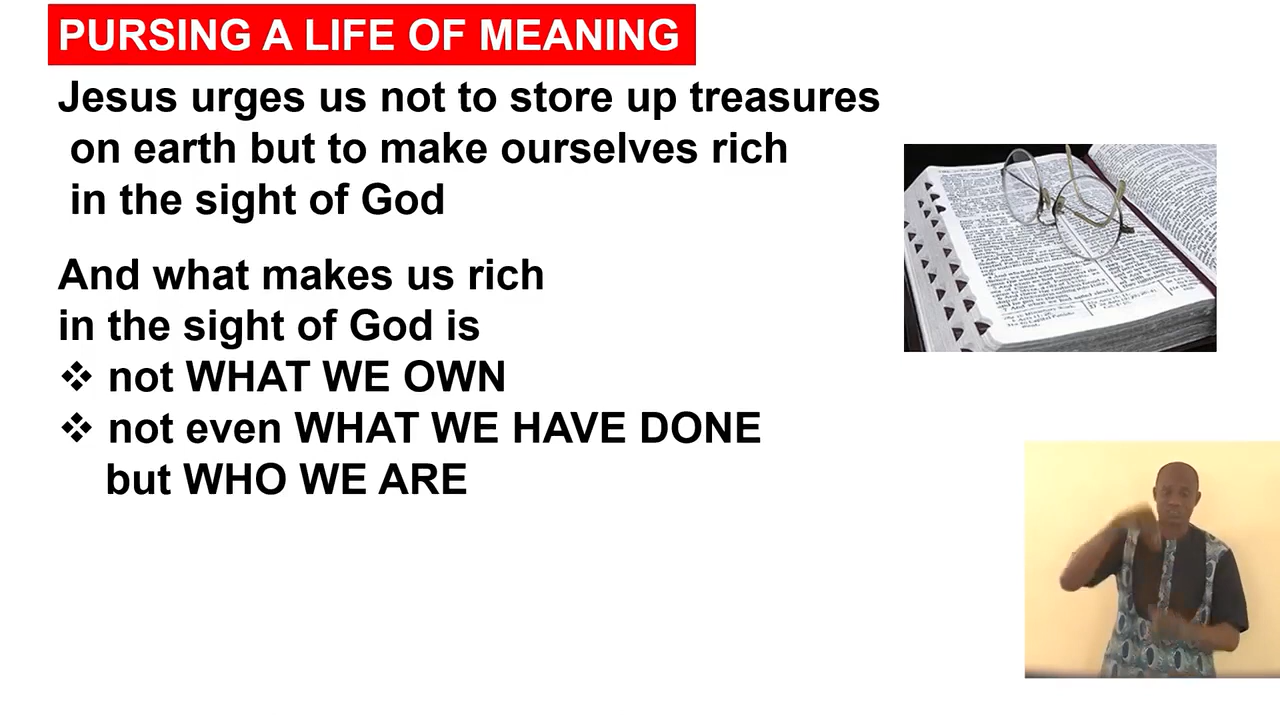 PURSING A LIFE OF MEANING
Jesus urges us not to store up treasures
on earth but to make ourselves rich
in the sight of God
And what makes us rich
in the sight of God is
❖ not WHAT WE OWN
❖ not even WHAT WE HAVE DONE
but WHO WE ARE